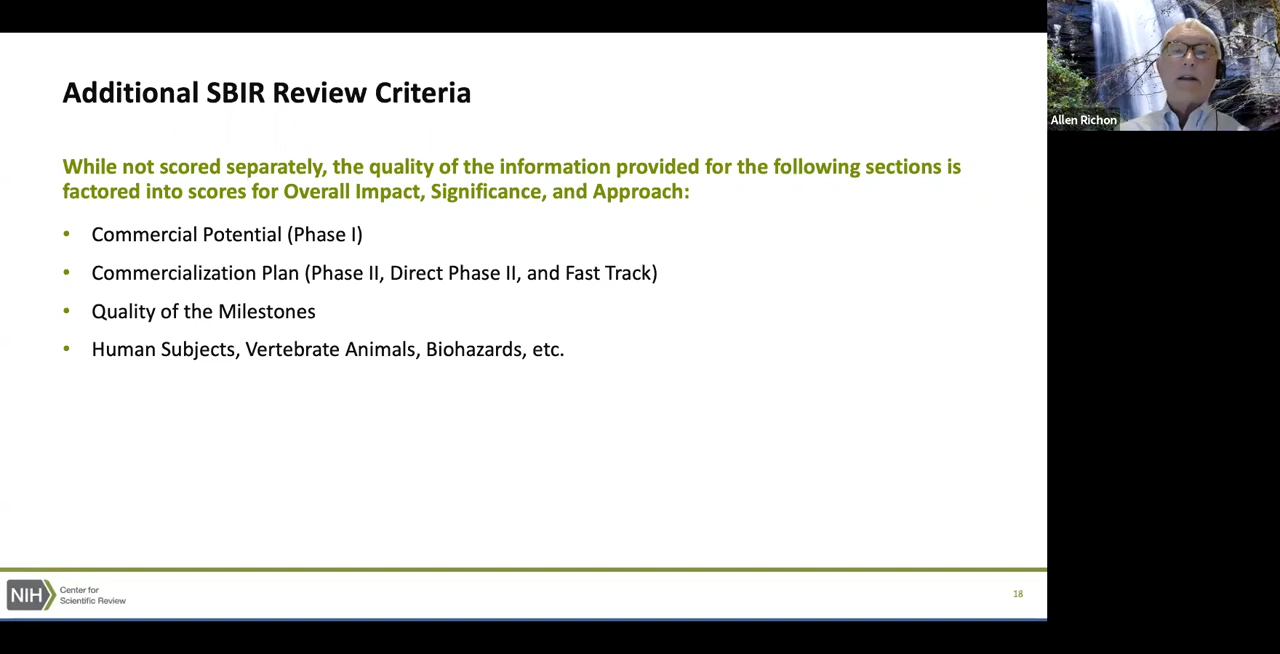 Additional SBIR Review Criteria
While not scored separately, the quality of the information provided for the following sections is
factored into scores for Overall Impact, Significance, and Approach:
• Commercial Potential (Phase I)
• Commercialization Plan (Phase II, Direct Phase II, and Fast Track)
• Quality of the Milestones
• Human Subjects, Vertebrate Animals, Biohazards, etc.
NIH
Center for
Scientific Review
18
Allen Richon